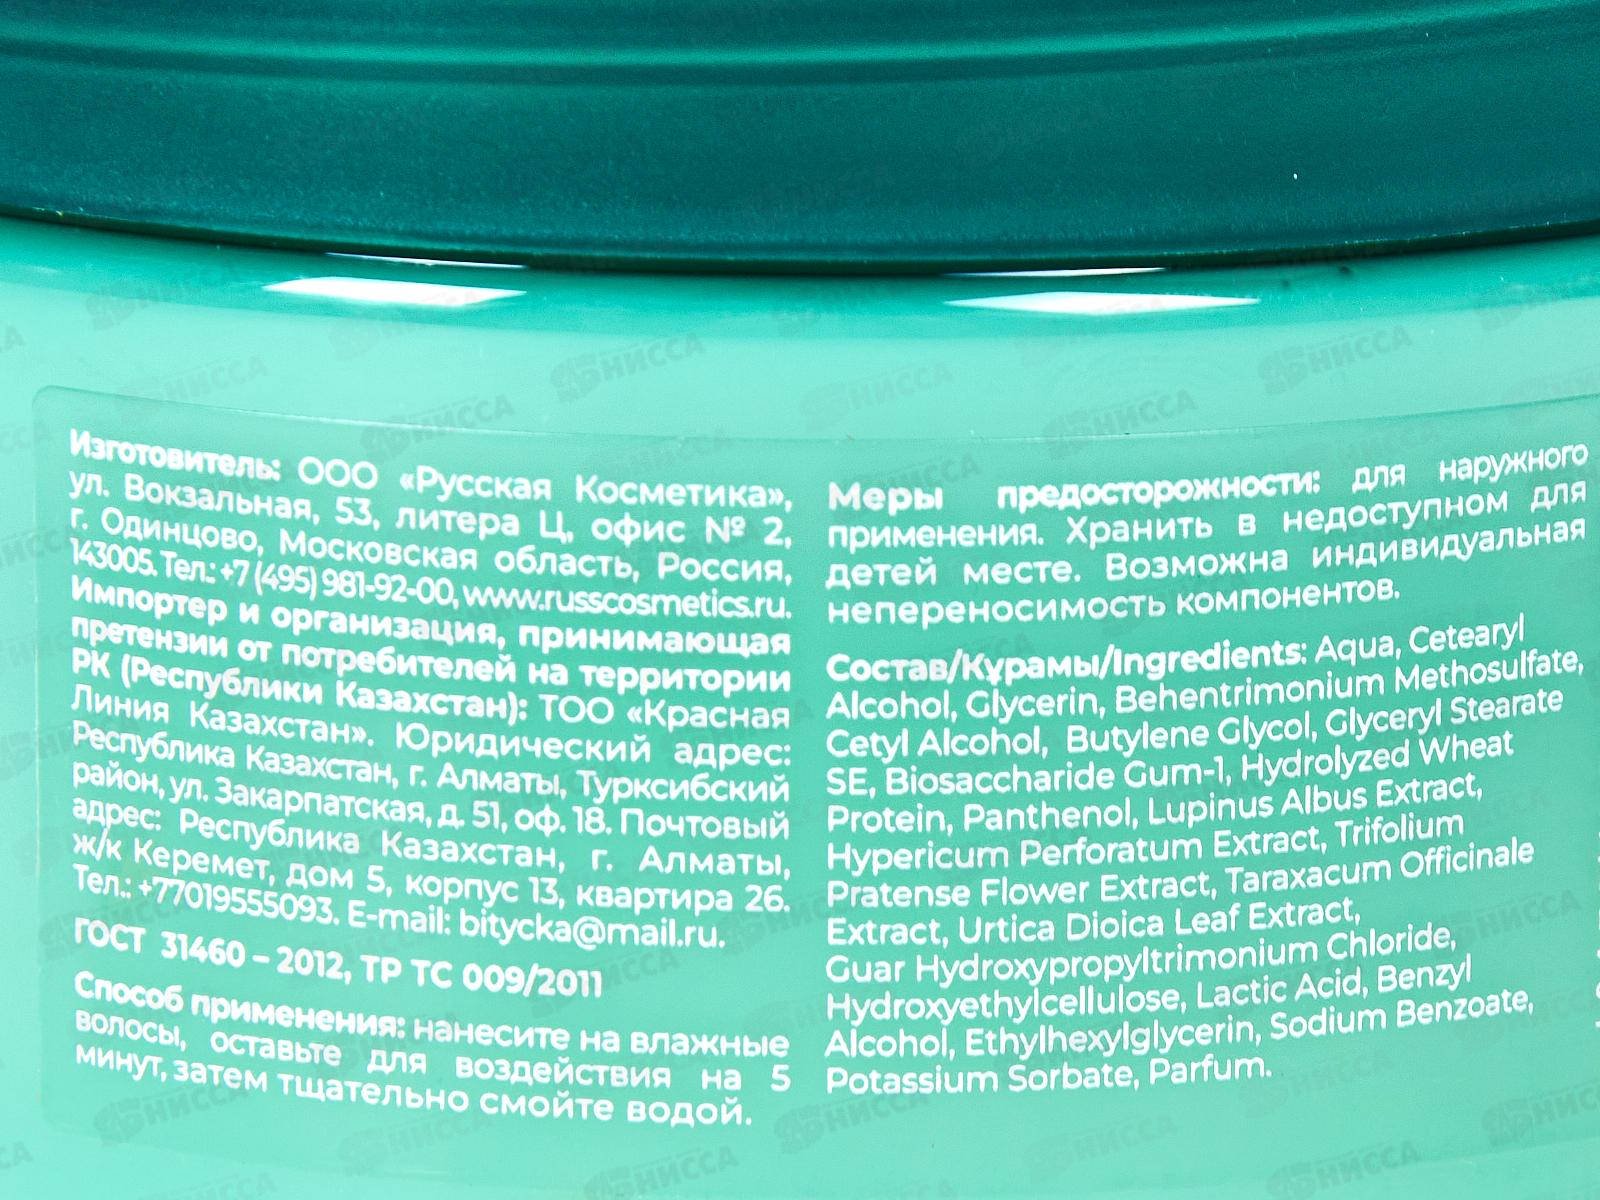 Изготовитель: ООО «Русская Косметика»,
ул. Вокзальная, 53, литера Ц, офис № 2,
г. Одинцово, Московская область, Россия,
143005. Тел.: +7 (495) 981-92-00, www.russcosmetics.ru.
Импортер и организация, принимающая
претензии от потребителей на территории
РК (Республики Казахстан): ТОО «Красная
Линия Казахстан». Юридический адрес:
Республика Казахстан, г. Алматы, Турксибский
район, ул. Закарпатская, д. 51, оф. 18. Почтовый
адрес: Республика Казахстан, г. Алматы,
ж/к Керемет, дом 5, корпус 13, квартира 26.
Тел.: +77019555093. E-mail: bitycka@mail.ru.
ГОСТ 31460 – 2012, ТР ТС 009/2011
Способ применения: нанесите на влажные
волосы, оставьте для воздействия на 5
минут, затем тщательно смойте водой.
Меры предосторожности: для наружного
применения. Хранить в недоступном для
детей месте. Возможна индивидуальная
непереносимость компонентов.
Состав/Құрамы/Ingredients: Aqua, Cetearyl
Alcohol, Glycerin, Behentrimonium Methosulfate,
Cetyl Alcohol, Butylene Glycol, Glyceryl Stearate
SE, Biosaccharide Gum-1, Hydrolyzed Wheat
Protein, Panthenol, Lupinus Albus Extract,
Hypericum Perforatum Extract, Trifolium
Pratense Flower Extract, Taraxacum Officinale
Extract, Urtica Dioica Leaf Extract,
Guar Hydroxypropyltrimonium Chloride,
Hydroxyethylcellulose, Lactic Acid, Benzyl
Alcohol, Ethylhexylglycerin, Sodium Benzoate,
Potassium Sorbate, Parfum.